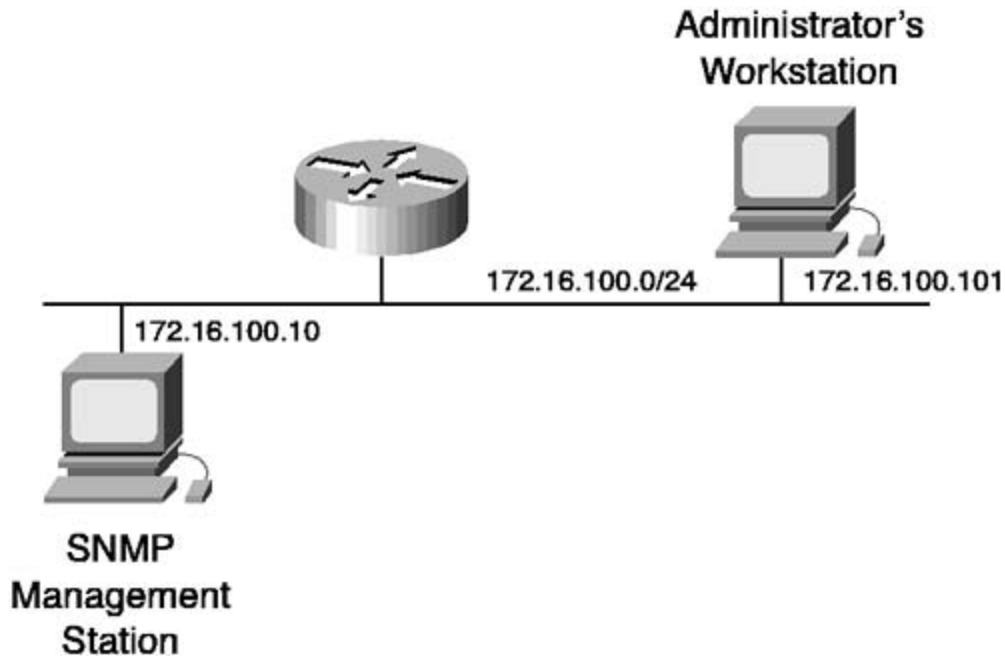 Administrator's
Workstation
172.16.100.0/24
172.16.100.101
172.16.100.10
SNMP
Management
Station